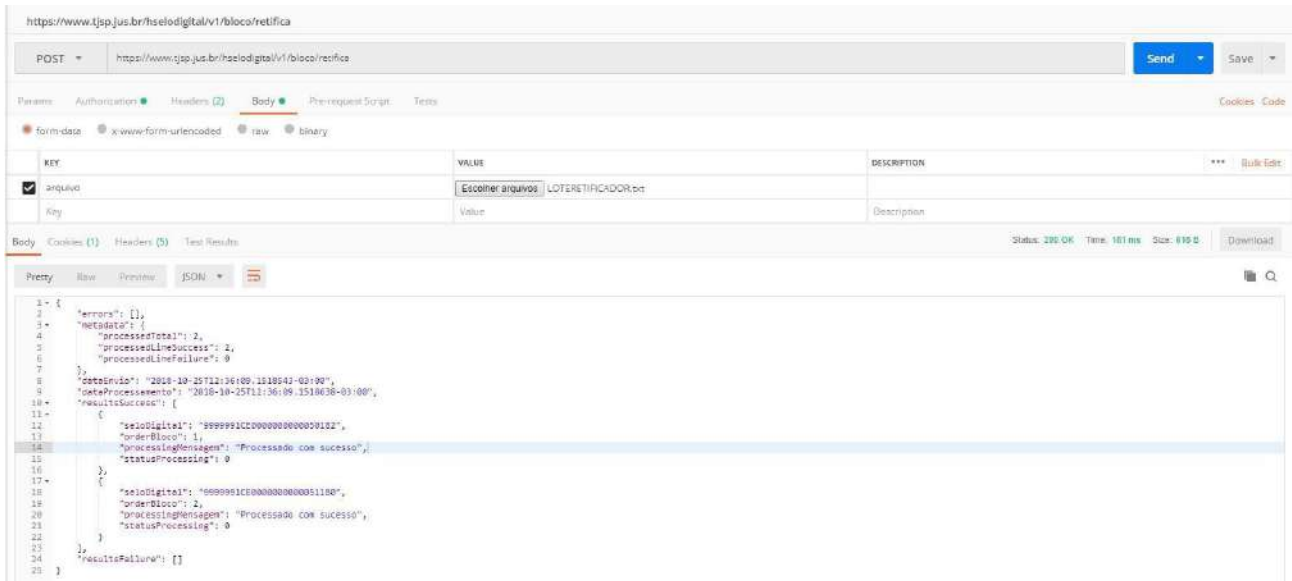 https://www.tjsp.jus.br/hselodigital/v1/bloco/retifica
POST https://www.tjsp.jus.br/hselodigital/v1/bloco/retifica Send Save
Params Authorization Headers (2) Body Pre-request Script Tests Cookies Code
form-data x-www-form-urlencoded raw binary
KEY VALUE DESCRIPTION ••• Bulk Edit
arquivo Escolher arquivos LOTERETIFICADOR.txt
Key Value Description
Body Cookies (1) Headers (5) Test Results Status: 200 OK Time: 181 ms Size: 816 B Download
Pretty Raw Preview JSON
1 {
2 "errors": [],
3 "metadata": {
4 "processedTotal": 2,
5 "processedLineSuccess": 2,
6 "processedLineFailure": 0
7 },
8 "dataEnvio": "2018-10-25T12:36:09.1518543-03:00",
9 "dataProcessamento": "2018-10-25T12:36:09.1518638-03:00",
10 "resultsSuccess": [
11 {
12 "seloDigital": "9999991CE0000000000050182",
13 "orderBloco": 1,
14 "processingMensagem": "Processado com sucesso",
15 "statusProcessing": 0
16 },
17 {
18 "seloDigital": "9999991CE0000000000051180",
19 "orderBloco": 2,
20 "processingMensagem": "Processado com sucesso",
21 "statusProcessing": 0
22 }
23 ],
24 "resultsFailure": []
25 }